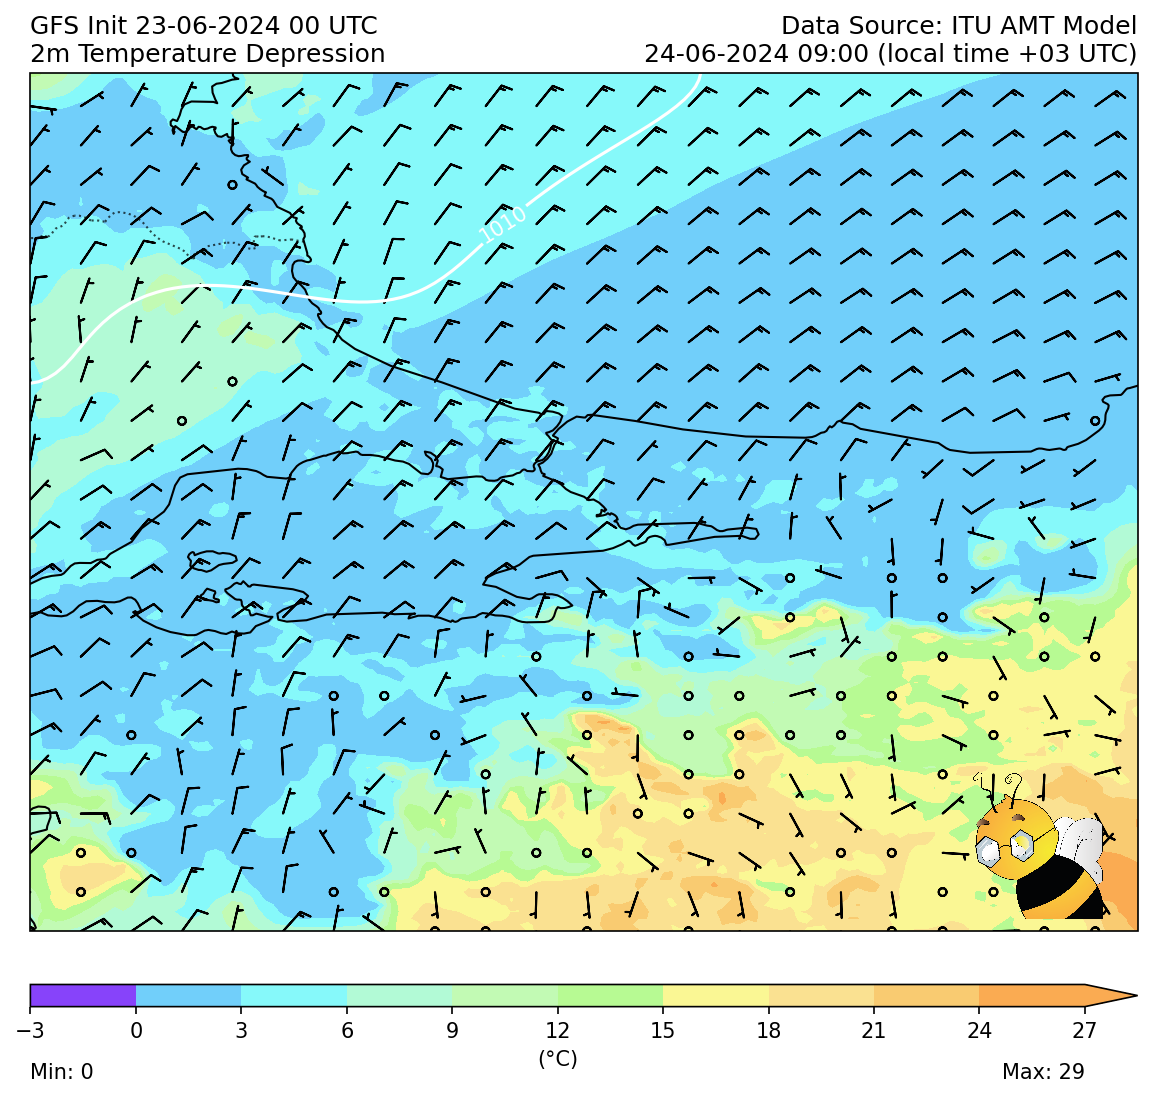 GFS Init 23-06-2024 00 UTC
Data Source: ITU AMT Model
2m Temperature Depression
24-06-2024 09:00 (local time +03 UTC)
1010
−3 0 3 6 9 12 15 18 21 24 27
(°C)
Min: 0
Max: 29